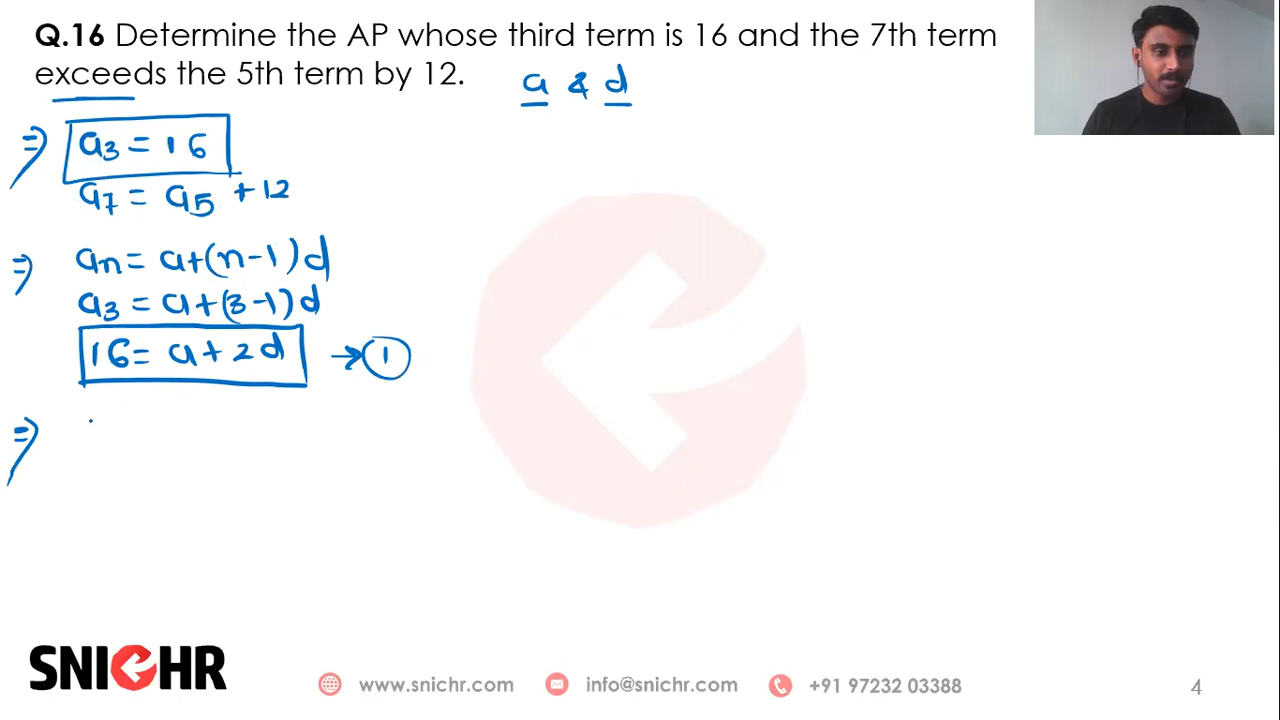 Q.16 Determine the AP whose third term is 16 and the 7th term
exceeds the 5th term by 12.
a & d
⇒ a₃ = 16
a₇ = a₅ + 12
⇒ aₙ = a+(n-1)d
a₃ = a+(3-1)d
16 = a+2d → ①
⇒
SNICHR
www.snichr.com
info@snichr.com
+91 97232 03388
4